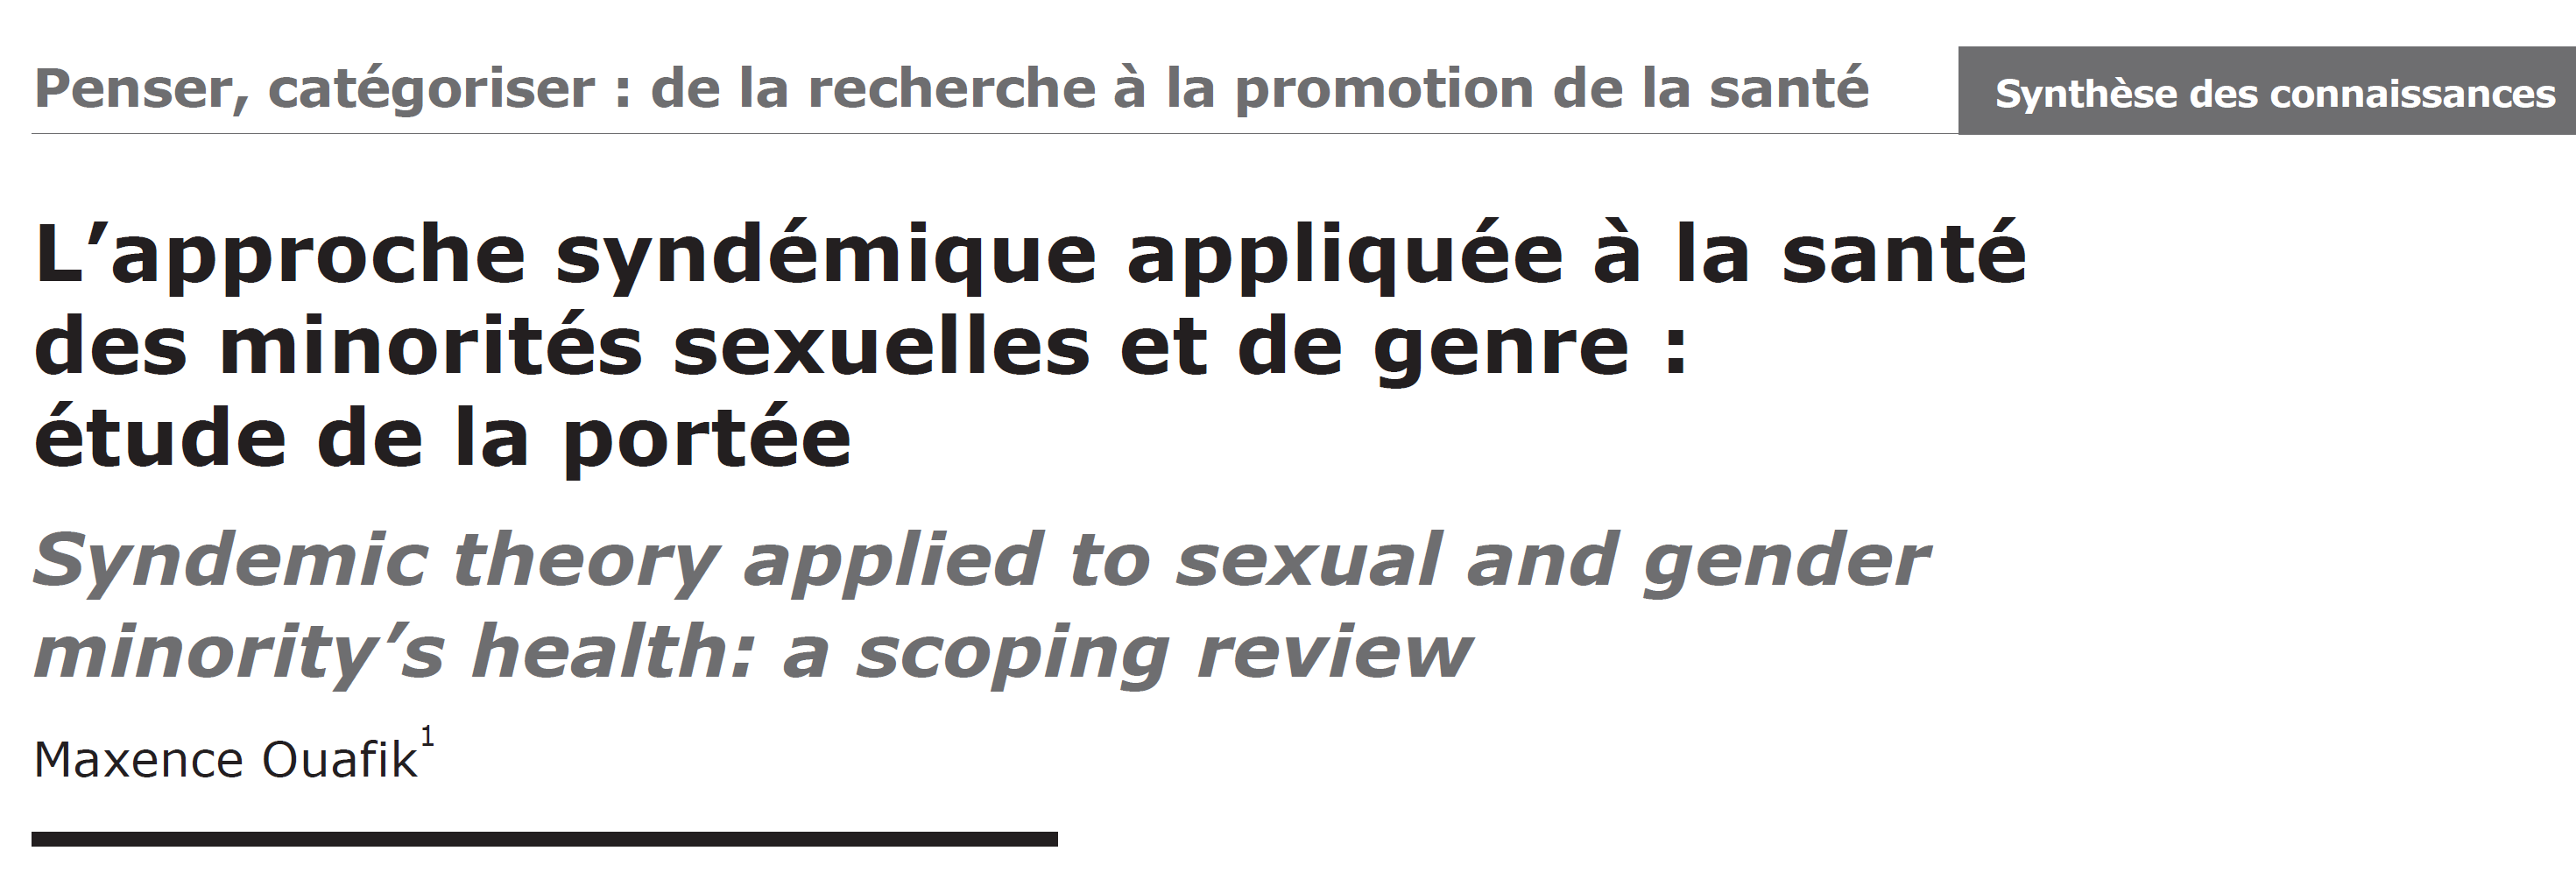 Penser, catégoriser : de la recherche à la promotion de la santé
Synthèse des connaissances
L’approche syndémique appliquée à la santé
des minorités sexuelles et de genre :
étude de la portée
Syndemic theory applied to sexual and gender
minority’s health: a scoping review
Maxence Ouafik1